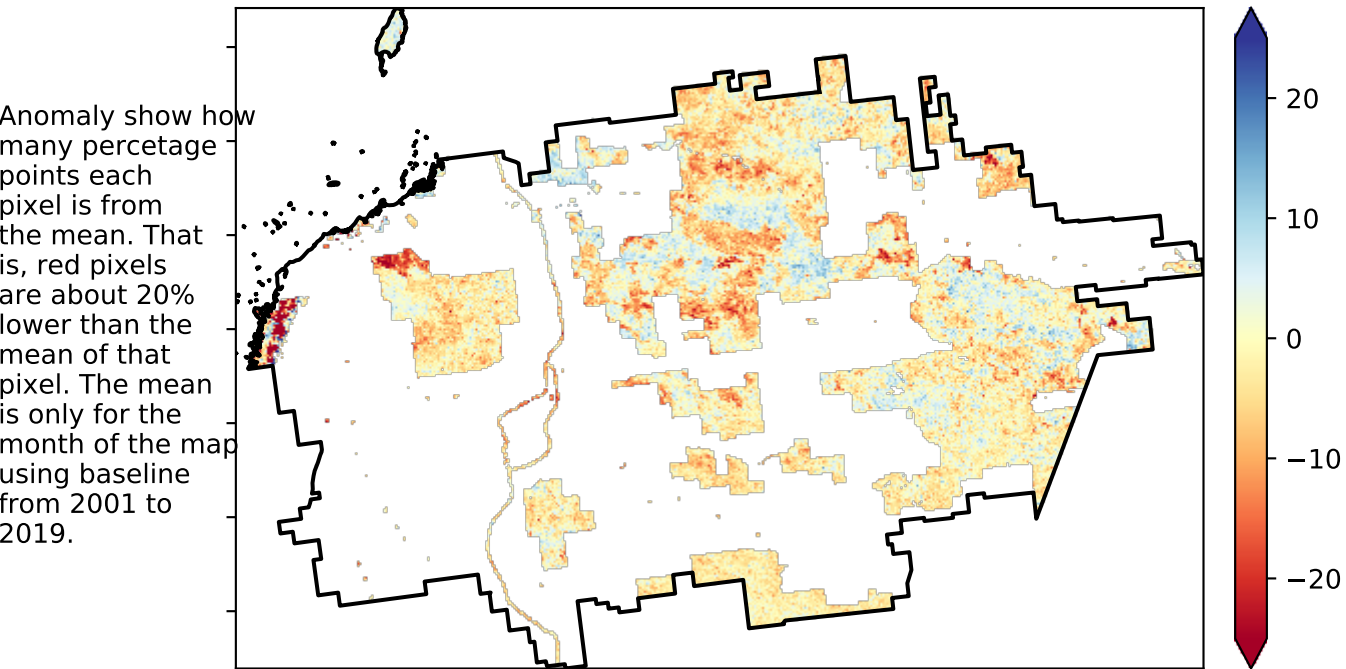 Anomaly show how
many percetage
points each
pixel is from
the mean. That
is, red pixels
are about 20%
lower than the
mean of that
pixel. The mean
is only for the
month of the map
using baseline
from 2001 to
2019.
20
10
0
−10
−20